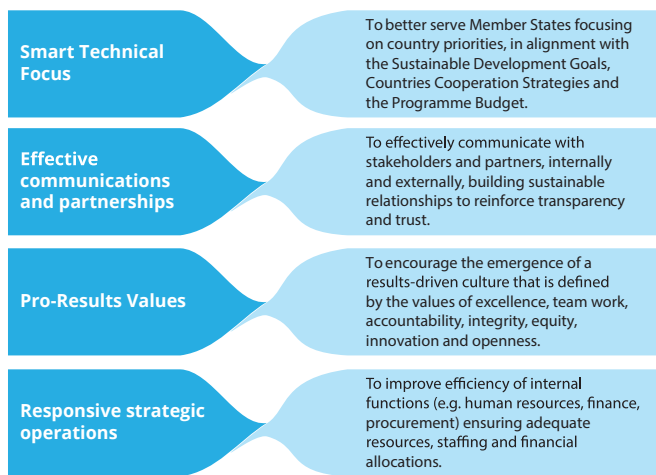 Smart Technical
Focus
To better serve Member States focusing
on country priorities, in alignment with
the Sustainable Development Goals,
Countries Cooperation Strategies and
the Programme Budget.
Effective
communications
and partnerships
To effectively communicate with
stakeholders and partners, internally
and externally, building sustainable
relationships to reinforce transparency
and trust.
Pro-Results Values
To encourage the emergence of a
results-driven culture that is defined
by the values of excellence, team work,
accountability, integrity, equity,
innovation and openness.
Responsive strategic
operations
To improve efficiency of internal
functions (e.g. human resources, finance,
procurement) ensuring adequate
resources, staffing and financial
allocations.